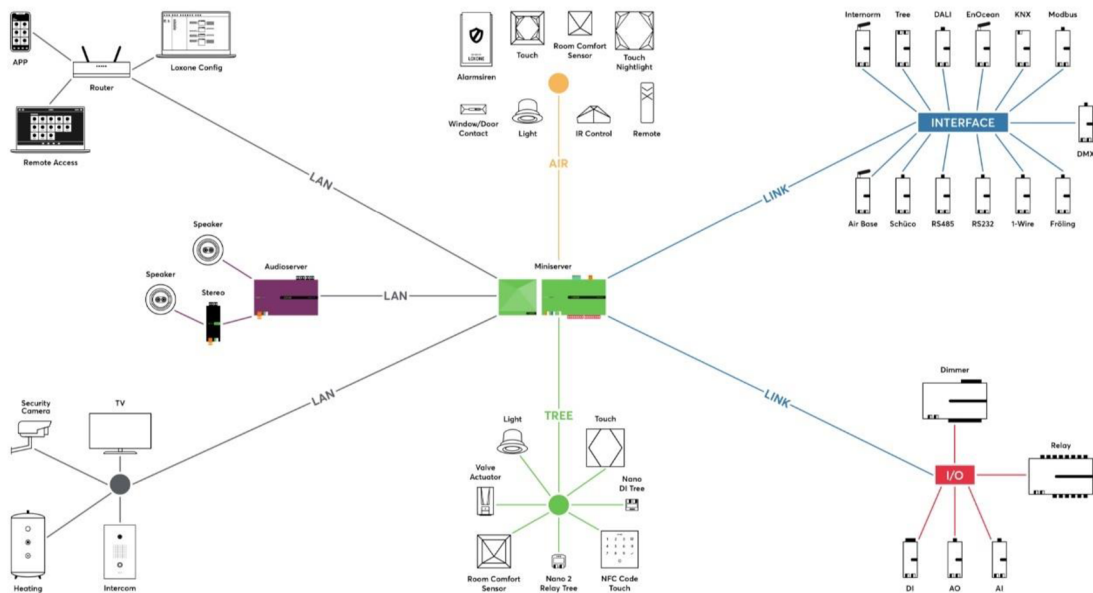 APP
Router
Loxone Config
Remote Access
LAN
Alarmsiren
LOXONE
Touch
Room Comfort
Sensor
Touch
Nightlight
Window/Door
Contact
Light
IR Control
Remote
AIR
Internorm
Tree
DALI
EnOcean
KNX
Modbus
INTERFACE
DMX
Air Base
Schüco
RS485
RS232
1-Wire
Fröling
LINK
Speaker
Speaker
Stereo
Audioserver
LAN
Miniserver
LAN
Security
Camera
TV
Heating
Intercom
TREE
Light
Touch
Valve
Actuator
Nano
DI Tree
Room Comfort
Sensor
Nano 2
Relay Tree
NFC Code
Touch
LINK
Dimmer
Relay
I/O
DI
AO
AI